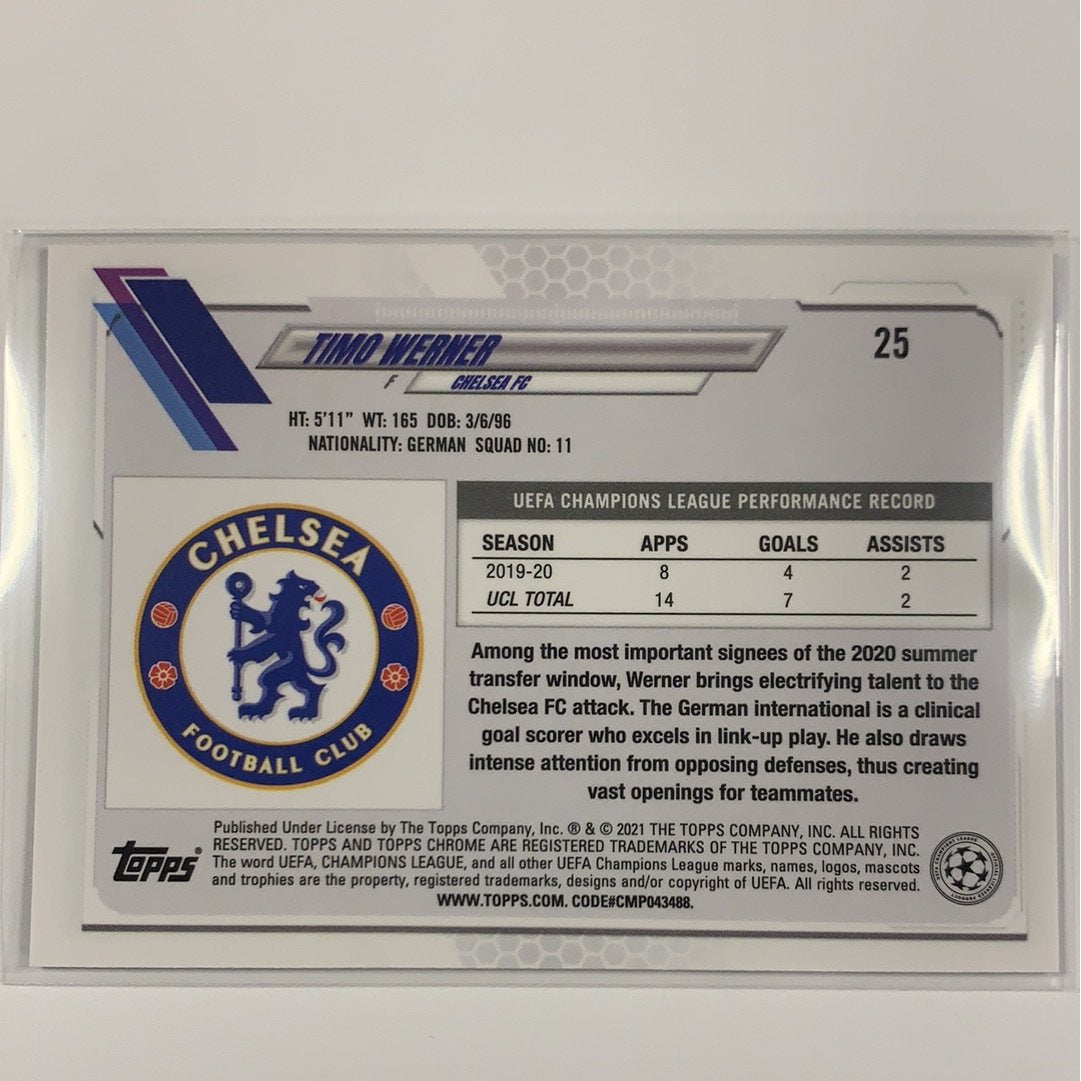 TIMO WERNER
25
F CHELSEA FC
HT: 5'11" WT: 165 DOB: 3/6/96
NATIONALITY: GERMAN SQUAD NO: 11
CHELSEA
FOOTBALL CLUB
UEFA CHAMPIONS LEAGUE PERFORMANCE RECORD
SEASON APPS GOALS ASSISTS
2019-20 8 4 2
UCL TOTAL 14 7 2
Among the most important signees of the 2020 summer
transfer window, Werner brings electrifying talent to the
Chelsea FC attack. The German international is a clinical
goal scorer who excels in link-up play. He also draws
intense attention from opposing defenses, thus creating
vast openings for teammates.
topps®
Published Under License by The Topps Company, Inc. ® & © 2021 THE TOPPS COMPANY, INC. ALL RIGHTS
RESERVED. TOPPS AND TOPPS CHROME ARE REGISTERED TRADEMARKS OF THE TOPPS COMPANY, INC.
The word UEFA, CHAMPIONS LEAGUE, and all other UEFA Champions League marks, names, logos, mascots
and trophies are the property, registered trademarks, designs and/or copyright of UEFA. All rights reserved.
WWW.TOPPS.COM. CODE#CMP043488.